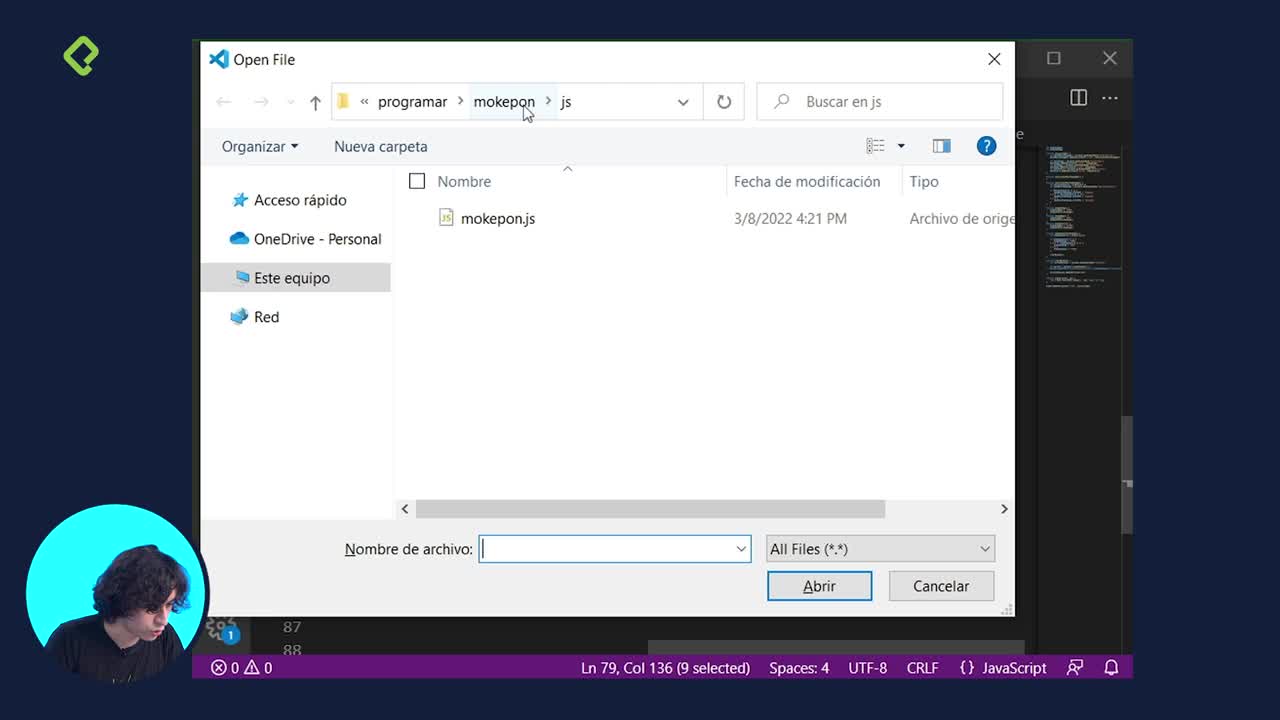 Open File
« programar > mokepon > js
Buscar en js
Organizar
Nueva carpeta
?
e
Nombre
Fecha de modificación
Tipo
Acceso rápido
mokepon.js
3/8/2022 4:21 PM
Archivo de orige
OneDrive - Personal
Este equipo
Red
Nombre de archivo:
All Files (*.*)
Abrir
Cancelar
1
87
88
0
0
Ln 79, Col 136 (9 selected)
Spaces: 4
UTF-8
CRLF
{} JavaScript